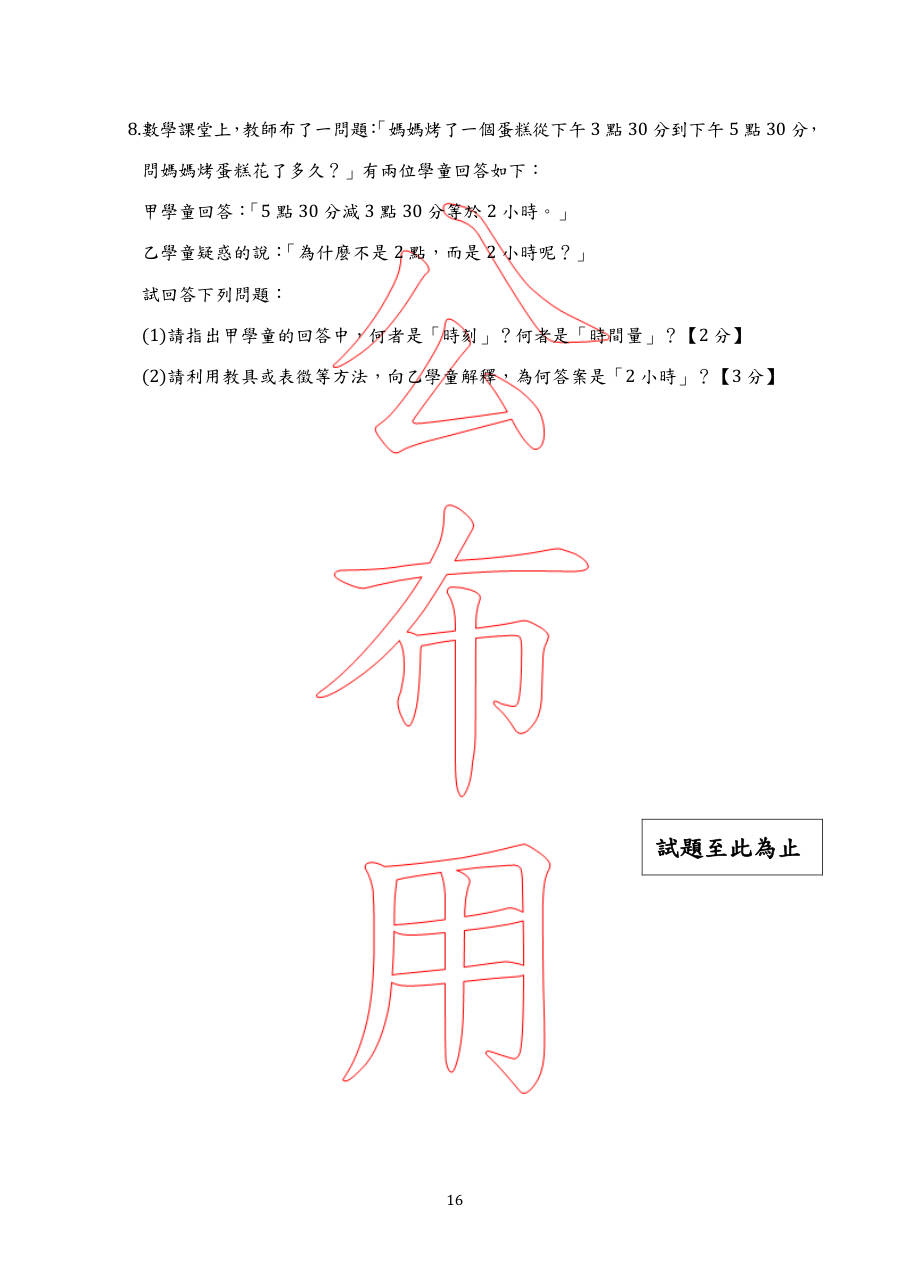 8.數學課堂上,教師布了一問題:「媽媽烤了一個蛋糕從下午 3 點 30 分到下午 5 點 30 分,
問媽媽烤蛋糕花了多久?」有兩位學童回答如下:
甲學童回答:「5 點 30 分減 3 點 30 分等於 2 小時。」
乙學童疑惑的說:「為什麼不是 2 點,而是 2 小時呢?」
試回答下列問題:
(1)請指出甲學童的回答中,何者是「時刻」?何者是「時間量」?【2 分】
(2)請利用教具或表徵等方法,向乙學童解釋,為何答案是「2 小時」?【3 分】
公
布
用
試題至此為止
16